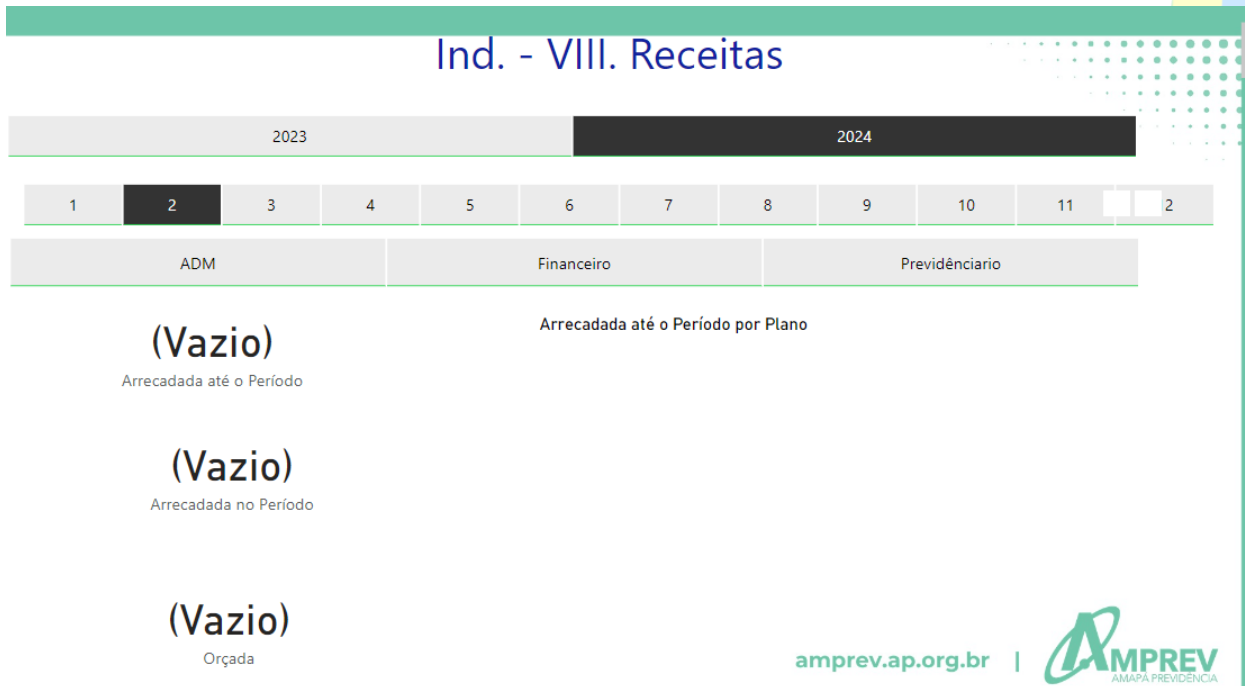 Ind. - VIII. Receitas
2023 2024
1 2 3 4 5 6 7 8 9 10 11 2
ADM Financeiro Previdênciario
(Vazio)
Arrecadada até o Período
Arrecadada até o Período por Plano
(Vazio)
Arrecadada no Período
(Vazio)
Orçada
amprev.ap.org.br |
AMPREV
AMAPÁ PREVIDÊNCIA